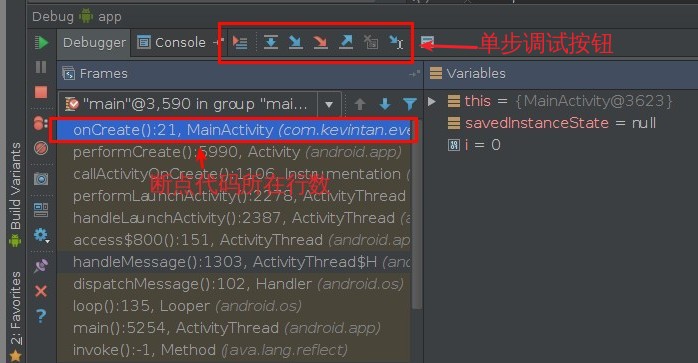 Debug app
Debugger Console
单步调试按钮
Frames
Variables
"main"@3,590 in group "mai...
this = {MainActivity@3623}
savedInstanceState = null
i = 0
onCreate():21, MainActivity (com.kevintan.eve
performCreate():5990, Activity (android.app)
callActivityOnCreate():1106, Instrumentation (
断点代码所在行数
performLaunchActivity():2278, ActivityThread
handleLaunchActivity():2387, ActivityThread (a
access$800():151, ActivityThread (android.ap
handleMessage():1303, ActivityThread$H (and
dispatchMessage():102, Handler (android.os)
loop():135, Looper (android.os)
main():5254, ActivityThread (android.app)
invoke():-1, Method (java.lang.reflect)
Build Variants
2: Favorites